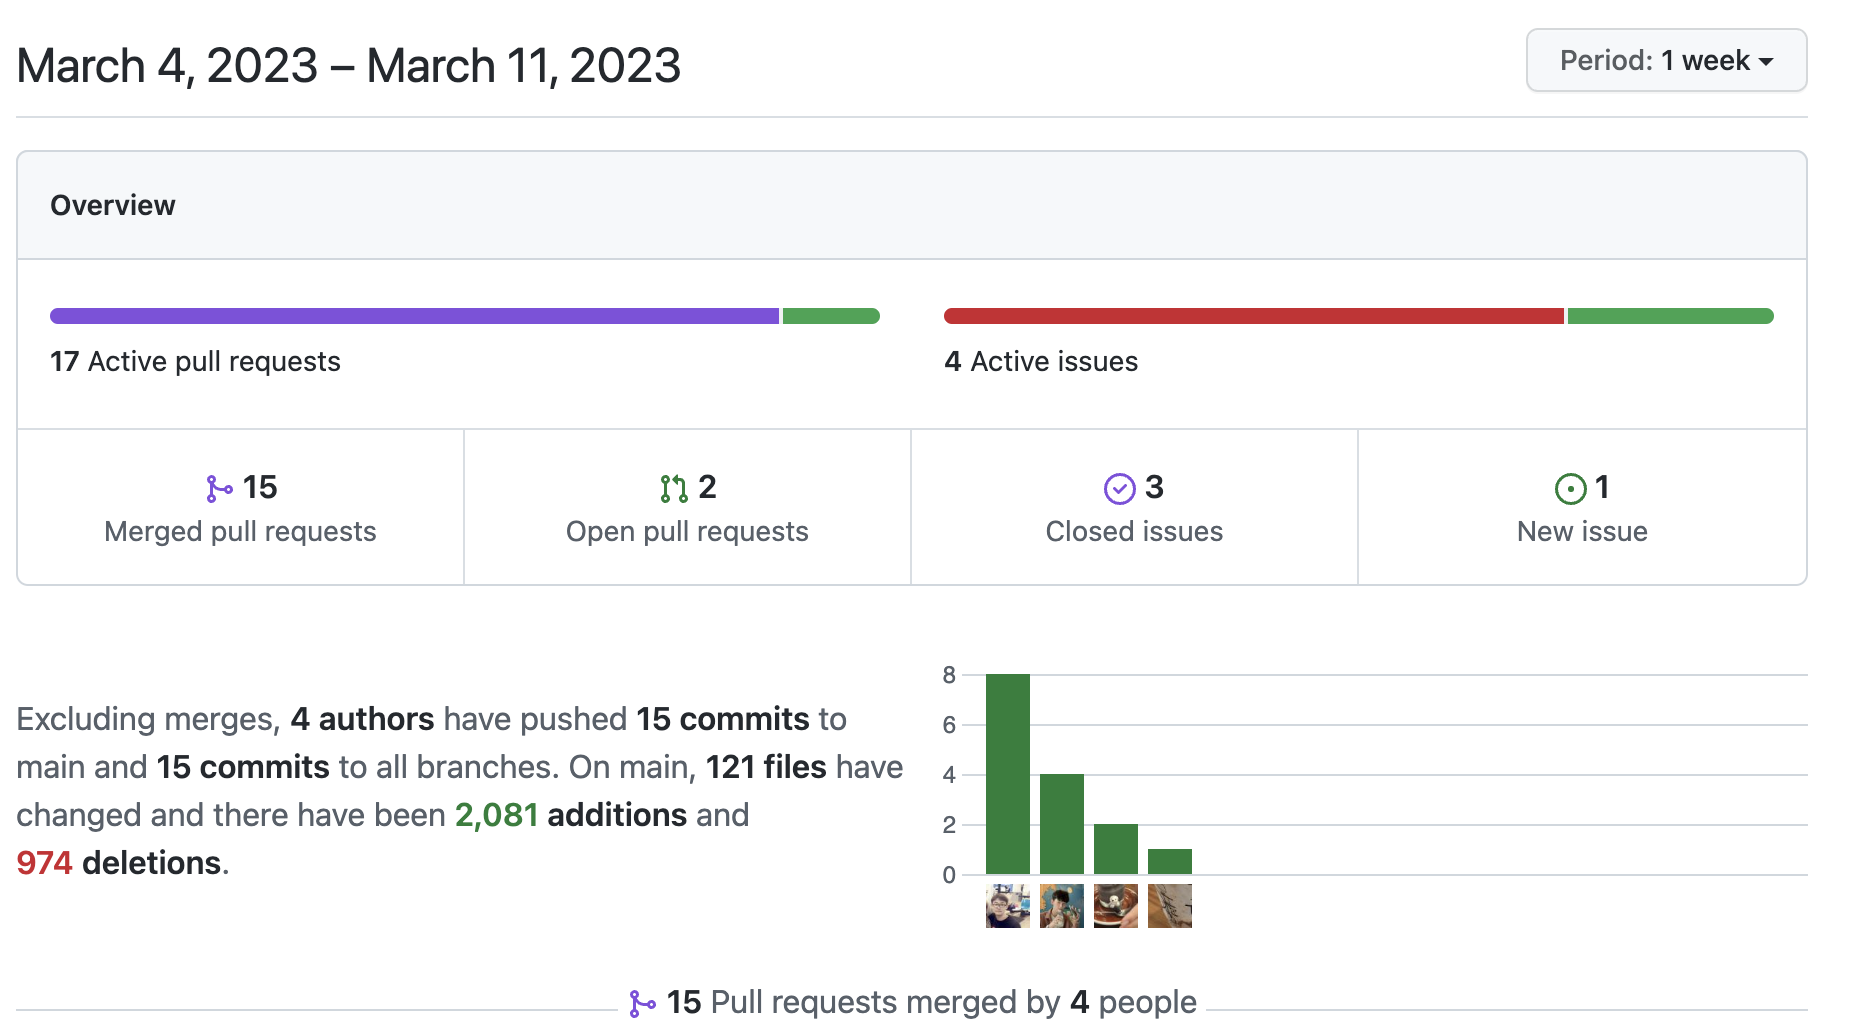 March 4, 2023 – March 11, 2023
Period: 1 week
Overview
17 Active pull requests
4 Active issues
15
Merged pull requests
2
Open pull requests
3
Closed issues
1
New issue
Excluding merges, 4 authors have pushed 15 commits to
main and 15 commits to all branches. On main, 121 files have
changed and there have been 2,081 additions and
974 deletions.
8
6
4
2
0
15 Pull requests merged by 4 people